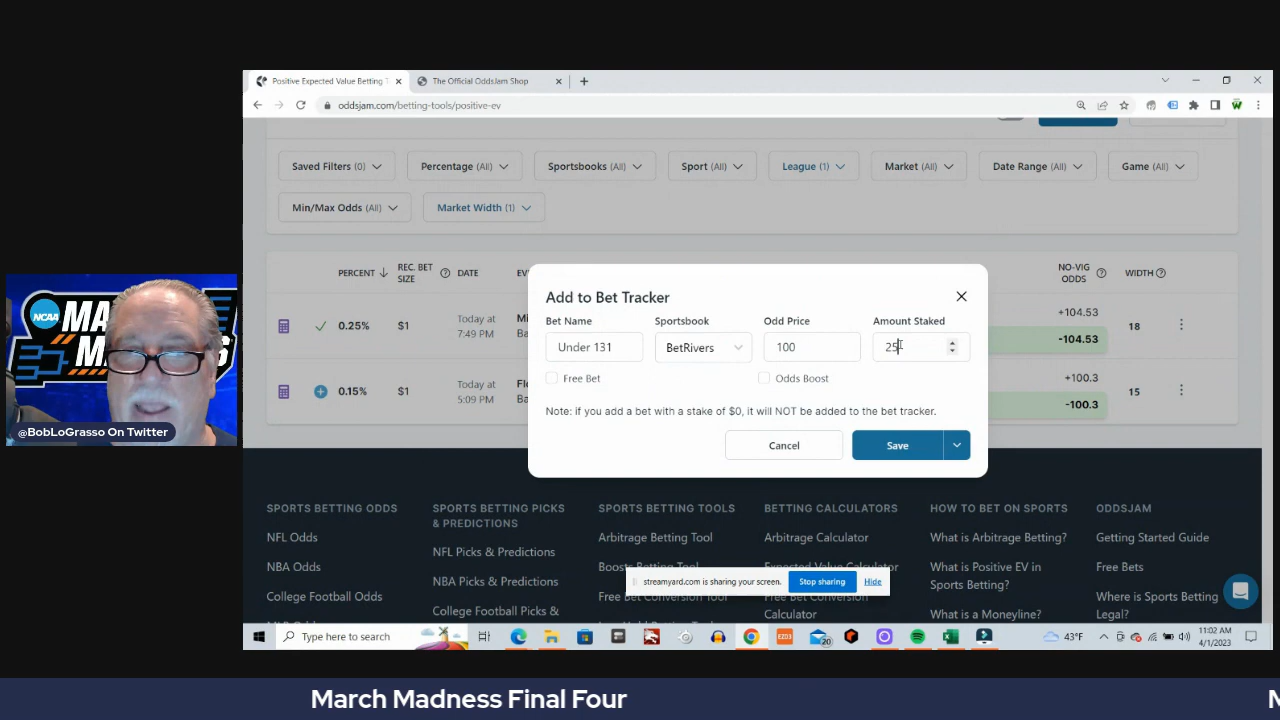 Positive Expected Value Betting T
The Official OddsJam Shop
oddsjam.com/betting-tools/positive-ev
Saved Filters (0)
Percentage (All)
Sportsbooks (All)
Sport (All)
League (1)
Market (All)
Date Range (All)
Game (All)
Min/Max Odds (All)
Market Width (1)
PERCENT
REC. BET
SIZE
DATE
NO-VIG
ODDS
WIDTH
0.25%
$1
Today at
7:49 PM
Mi
Ba
+104.53
-104.53
18
0.15%
$1
Today at
5:09 PM
Flo
Ba
+100.3
-100.3
15
Add to Bet Tracker
Bet Name
Sportsbook
Odd Price
Amount Staked
Under 131
BetRivers
100
25
Free Bet
Odds Boost
Note: if you add a bet with a stake of $0, it will NOT be added to the bet tracker.
Cancel
Save
NCAA
@BobLoGrasso On Twitter
SPORTS BETTING ODDS
NFL Odds
NBA Odds
College Football Odds
SPORTS BETTING PICKS
& PREDICTIONS
NFL Picks & Predictions
NBA Picks & Predictions
College Football Picks &
SPORTS BETTING TOOLS
Arbitrage Betting Tool
BETTING CALCULATORS
Arbitrage Calculator
Calculator
HOW TO BET ON SPORTS
What is Arbitrage Betting?
What is Positive EV in
Sports Betting?
What is a Moneyline?
ODDSJAM
Getting Started Guide
Free Bets
Where is Sports Betting
Legal?
streamyard.com is sharing your screen.
Stop sharing
Hide
Type here to search
20
43°F
11:02 AM
4/1/2023
March Madness Final Four
M